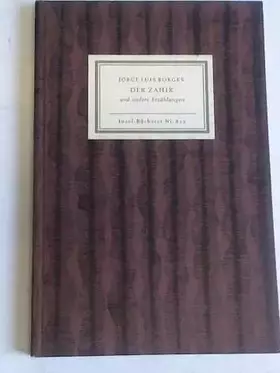 JORGE LUIS BORGES
DER ZAHIR
und andere Erzählungen
Insel-Bücherei Nr.